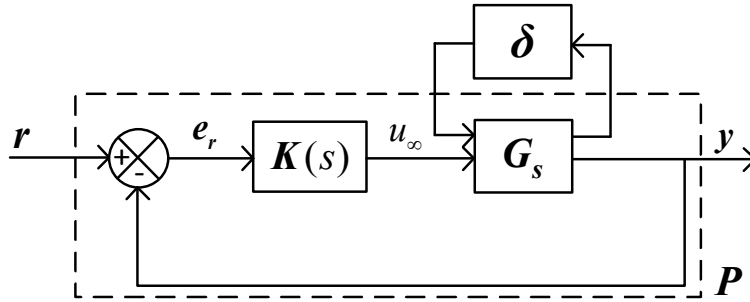 δ
r
+
-
e_r
K(s)
u_∞
G_s
y
P